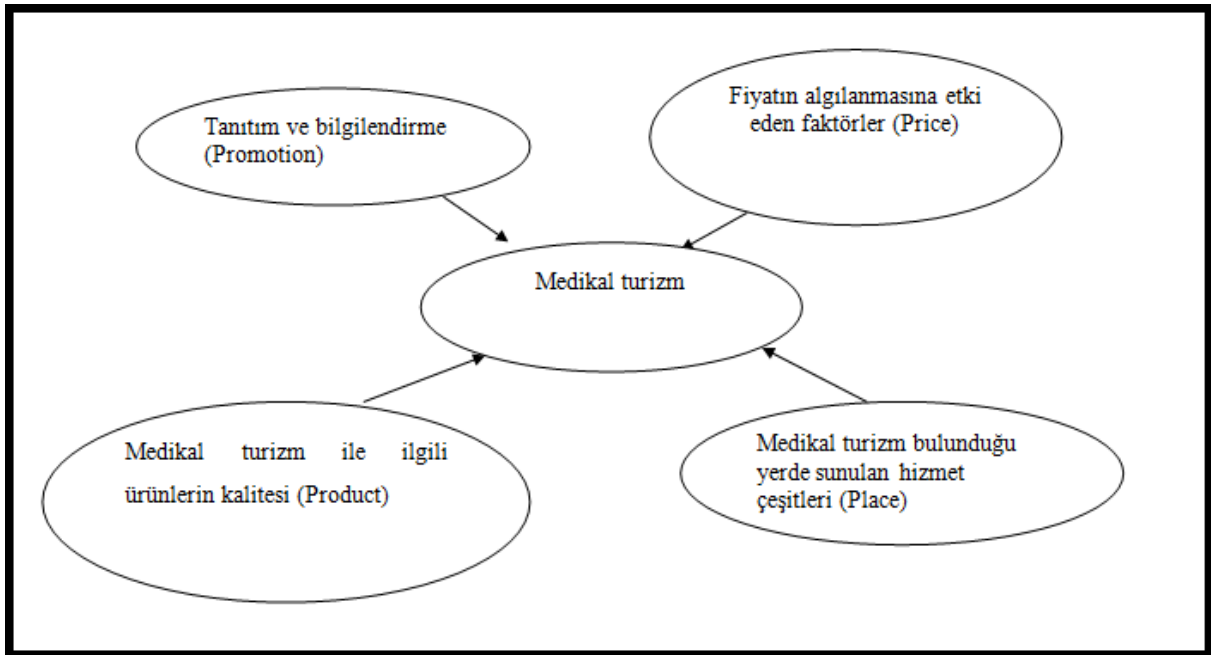 Tanıtım ve bilgilendirme
(Promotion)
Fiyatın algılanmasına etki
eden faktörler (Price)
Medikal turizm
Medikal turizm ile ilgili
ürünlerin kalitesi (Product)
Medikal turizm bulunduğu
yerde sunulan hizmet
çeşitleri (Place)